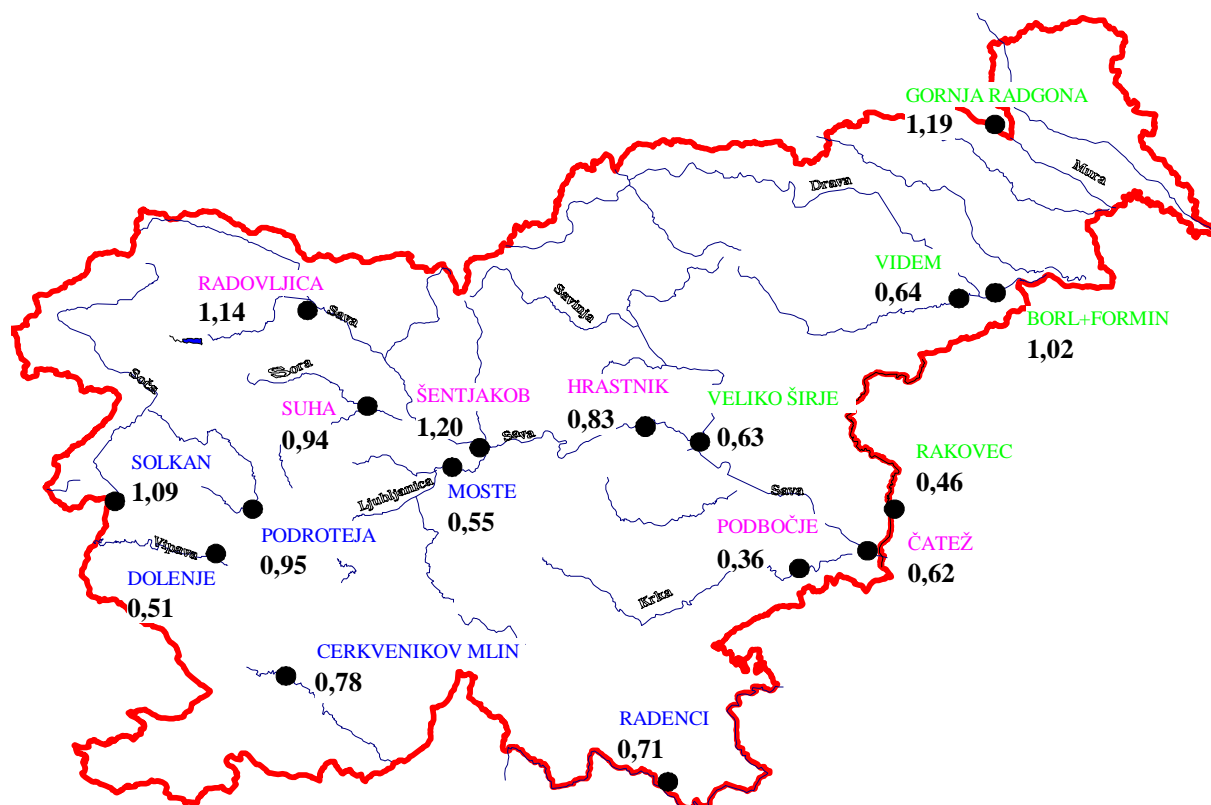 GORNJA RADGONA
1,19
Mura
Drava
VIDEM
0,64
BORL+FORMIN
1,02
RADOVLJICA
1,14
Sava
Savinja
Soča
Sora
SUHA
0,94
ŠENTJAKOB
1,20
Sava
HRASTNIK
0,83
VELIKO ŠIRJE
0,63
SOLKAN
1,09
Ljubljanica
MOSTE
0,55
Sava
RAKOVEC
0,46
PODROTEJA
0,95
Vipava
DOLENJE
0,51
PODBOČJE
0,36
ČATEŽ
0,62
Krka
CERKVENIKOV MLIN
0,78
RADENCI
0,71